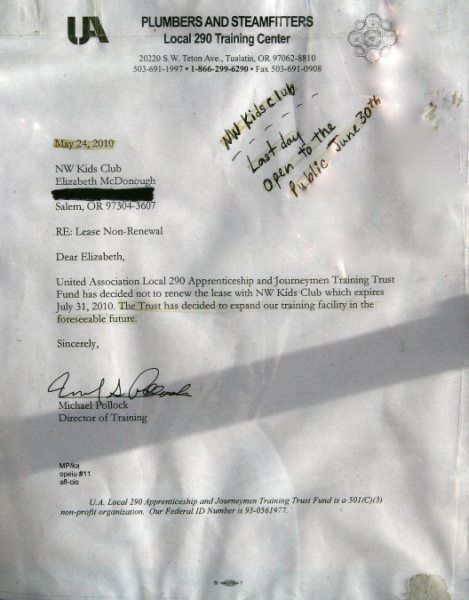 UA
PLUMBERS AND STEAMFITTERS
Local 290 Training Center
20220 S.W. Teton Ave., Tualatin, OR 97062-8810
503-691-1997 • 1-866-299-6290 • Fax 503-691-0908
NW Kids Club
Last day
Open to the
Public June 30th
May 24, 2010
NW Kids Club
Elizabeth McDonough
Salem, OR 97304-3607
RE: Lease Non-Renewal
Dear Elizabeth,
United Association Local 290 Apprenticeship and Journeymen Training Trust
Fund has decided not to renew the lease with NW Kids Club which expires
July 31, 2010. The Trust has decided to expand our training facility in the
foreseeable future.
Sincerely,
Michael Pollock
Director of Training
MP/ka
opeiu #11
afl-cio
U.A. Local 290 Apprenticeship and Journeymen Training Trust Fund is a 501(C)(3)
non-profit organization. Our Federal ID Number is 93-0561977.